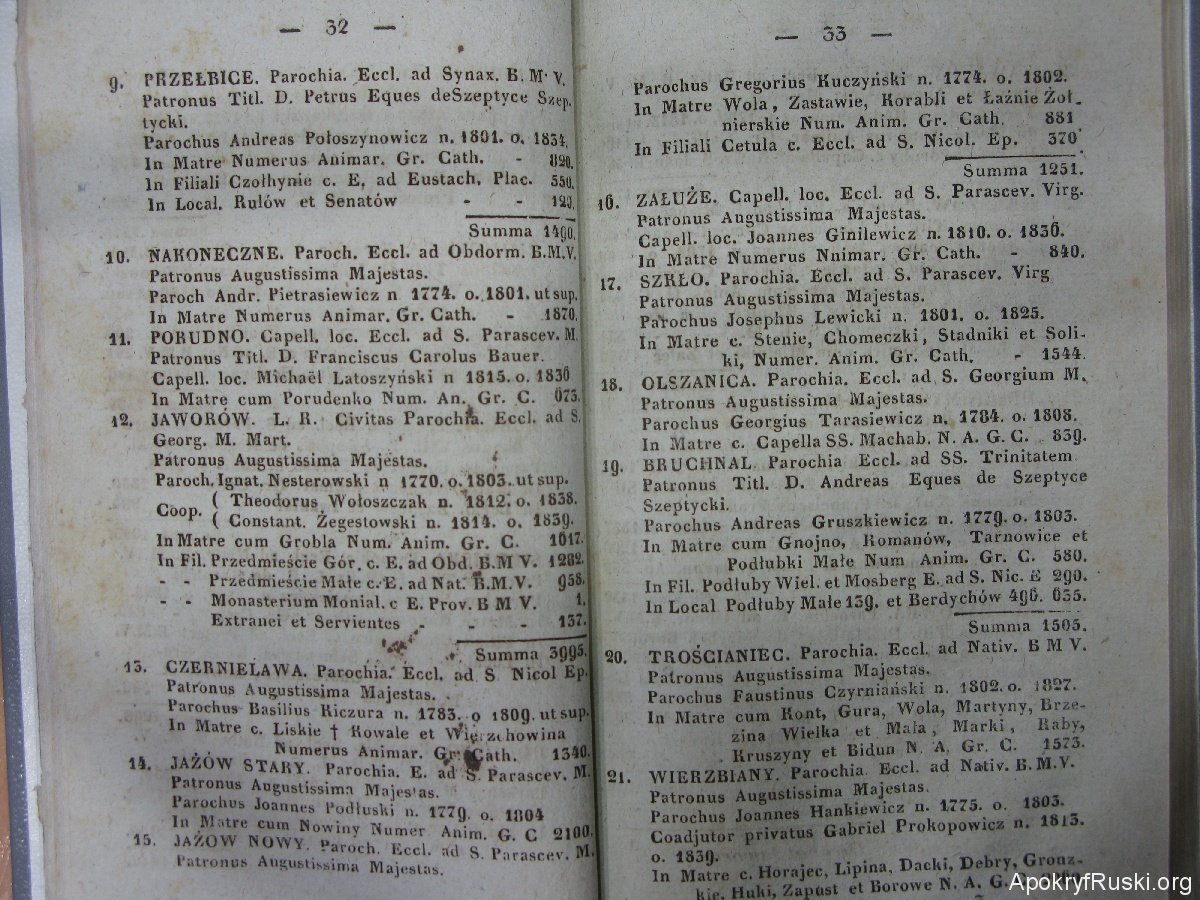 — 32 —
9. PRZEŁBICE. Parochia. Eccl. ad Synax. B. M. V.
Patronus Titl. D. Petrus Eques deSzeptyce Szep-
tycki.
Parochus Andreas Połoszynowicz n. 1801. o. 1834.
In Matre Numerus Animar. Gr. Cath. - 820.
In Filiali Czołhynie c. E. ad Eustach. Plac. 550.
In Local. Rulów et Senatów - - 120.
Summa 1490.
10. NAKONECZNE. Paroch. Eccl. ad Obdorm. B.M.V.
Patronus Augustissima Majestas.
Paroch Andr. Pietrasiewicz n 1774. o. 1801. ut sup.
In Matre Numerus Animar. Gr. Cath. - 1870.
11. PORUDNO. Capell. loc. Eccl. ad S. Parascev. M.
Patronus Titl. D. Franciscus Carolus Bauer.
Capell. loc. Michaël Latoszyński n 1815. o. 1836
In Matre cum Porudenko Num. An. Gr. C. 673.
12. JAWORÓW. L. R. Civitas Parochia. Eccl. ad S.
Georg. M. Mart.
Patronus Augustissima Majestas.
Paroch. Ignat. Nesterowski n 1770. o. 1803. ut sup.
Coop. ( Theodorus Wołoszczak n. 1812. o. 1838.
( Constant. Żegestowski n. 1814. o. 1839.
In Matre cum Grobla Num. Anim. Gr. C. 1617.
In Fil. Przedmieście Gór. c. E. ad Obd. B.M V. 1282.
- - Przedmieście Małe c. E. ad Nat. B.M.V. 958.
- - Monasterium Monial. c E. Prov. B M V. 1.
Extranei et Servientes - - - 137.
Summa 3995.
13. CZERNIEŁAWA. Parochia. Eccl. ad S Nicol Ep.
Patronus Augustissima Majestas.
Parochus Basilius Kiczura n. 1783. o 1809. ut sup.
In Matre c. Liskie † Kowale et Wierzchowina
Numerus Animar. Gr. Cath. 1340.
14. JAŻÓW STARY. Parochia. E. ad S Parascev. M.
Patronus Augustissima Majestas.
Parochus Joannes Podłuski n. 1779. o. 1804
In Matre cum Nowiny Numer Anim. G. C 2100.
15. JAŻOW NOWY. Paroch. Eccl. ad S. Parascev. M.
Patronus Augustissima Majestas.
— 33 —
Parochus Gregorius Kuczyński n. 1774. o. 1802.
In Matre Wola, Zastawie, Korabli et Łaźnie Żoł-
nierskie Num. Anim. Gr. Cath. 881
In Filiali Cetula c. Eccl. ad S. Nicol. Ep. 370
Summa 1251.
16. ZAŁUŻE. Capell. loc. Eccl. ad S. Parascev. Virg.
Patronus Augustissima Majestas.
Capell. loc. Joannes Ginilewicz n. 1810. o. 1836.
In Matre Numerus Nnimar. Gr. Cath. - 840.
17. SZKŁO. Parochia. Eccl. ad S. Parascev. Virg
Patronus Augustissima Majestas.
Parochus Josephus Lewicki n. 1801. o. 1825.
In Matre c. Stenie, Chomeczki, Stadniki et Soli-
ki, Numer. Anim. Gr. Cath. - 1544.
18. OLSZANICA. Parochia. Eccl. ad S. Georgium M.
Patronus Augustissima Majestas.
Parochus Georgius Tarasiewicz n. 1784. o. 1808.
In Matre c. Capella SS. Machab. N. A. G. C. 839.
19. BRUCHNAL. Parochia Eccl. ad SS. Trinitatem
Patronus Titl. D. Andreas Eques de Szeptyce
Szeptycki.
Parochus Andreas Gruszkiewicz n. 1779. o. 1803.
In Matre cum Gnojno, Romanów, Tarnowice et
Podłubki Małe Num Anim. Gr. C. 580.
In Fil. Podłuby Wiel. et Mosberg E. ad S. Nic. E 290.
In Local Podłuby Małe 139. et Berdychów 496. 635.
Summa 1505.
20. TROŚCIANIEC. Parochia. Eccl. ad Nativ. B M V.
Patronus Augustissima Majestas.
Parochus Faustinus Czyrniański n. 1802. o. 1827.
In Matre cum Kont, Gura, Wola, Martyny, Brze-
zina Wielka et Mała, Marki, Kaby,
Kruszyny et Bidun N. A. Gr. C. 1573.
21. WIERZBIANY. Parochia. Eccl. ad Nativ. B.M.V.
Patronus Augustissima Majestas.
Parochus Joannes Hankiewicz n. 1775. o. 1803.
Coadjutor privatus Gabriel Prokopowicz n. 1813.
o. 1839.
In Matre c. Horajec, Lipina, Dacki, Debry, Gronz-
kie, Huki, Zapust et Borowe N. A. G.
ApokryfRuski.org